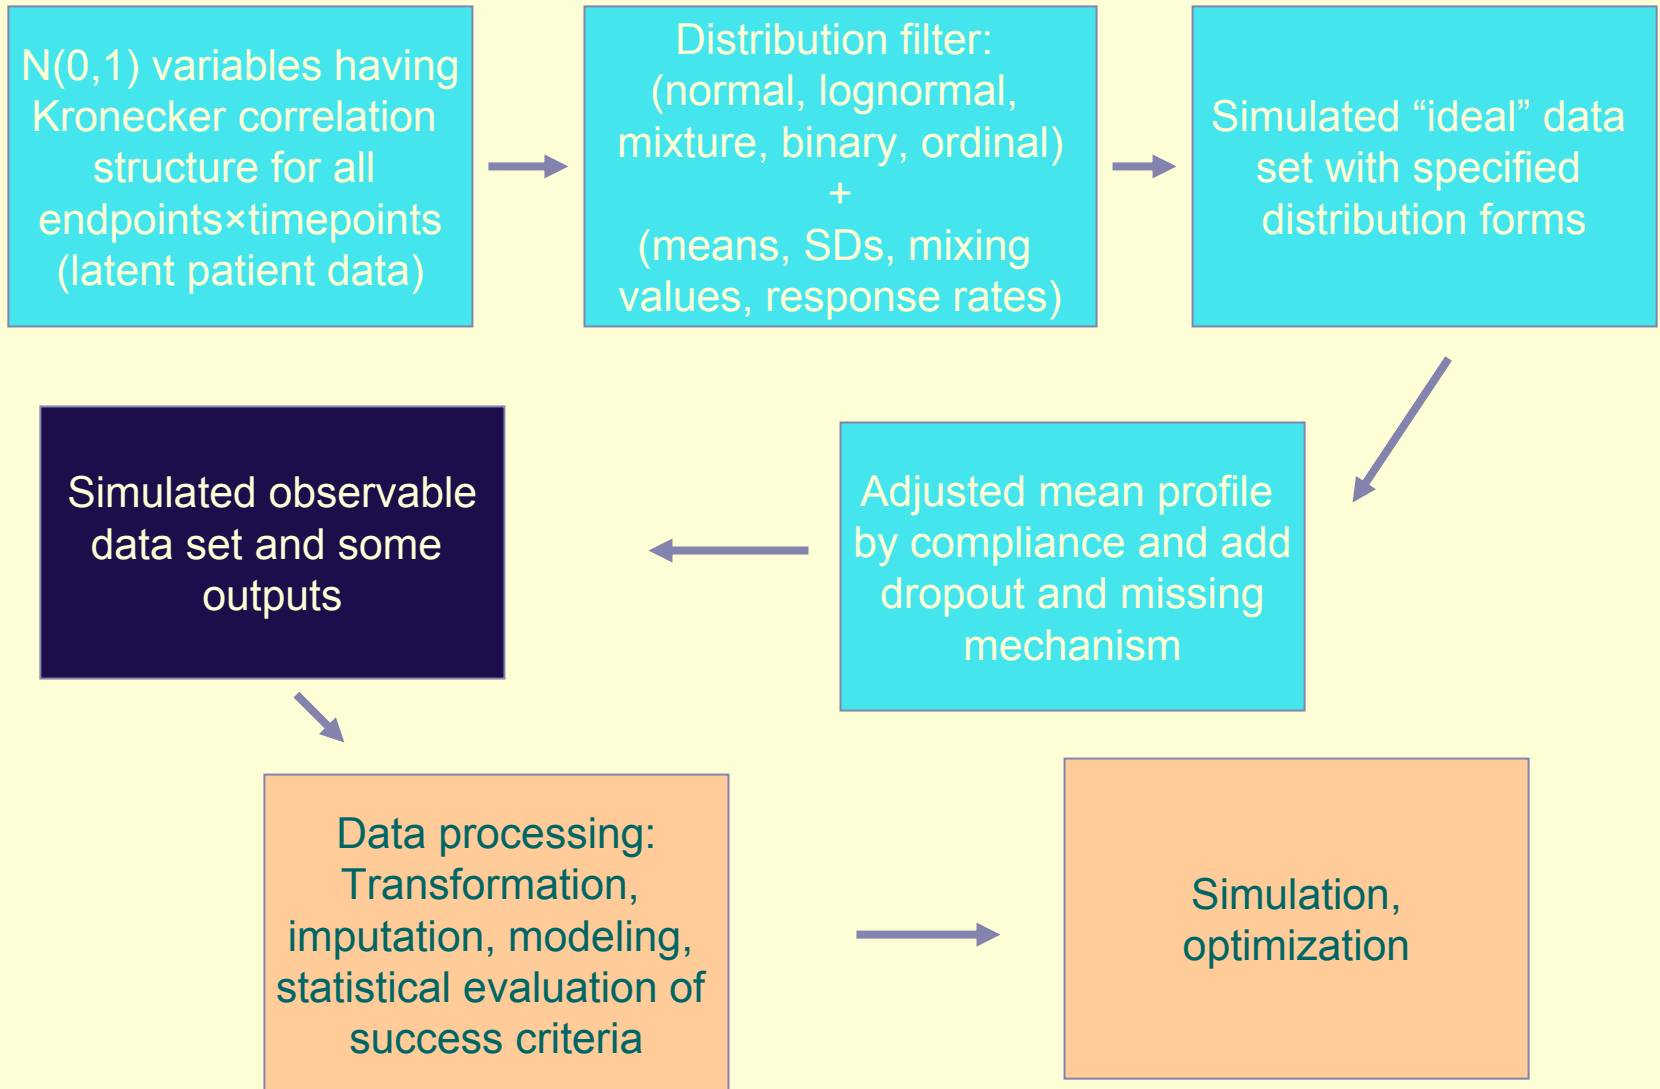 N(0,1) variables having
Kronecker correlation
structure for all
endpoints×timepoints
(latent patient data)
Distribution filter:
(normal, lognormal,
mixture, binary, ordinal)
+
(means, SDs, mixing
values, response rates)
Simulated “ideal” data
set with specified
distribution forms
Adjusted mean profile
by compliance and add
dropout and missing
mechanism
Simulated observable
data set and some
outputs
Data processing:
Transformation,
imputation, modeling,
statistical evaluation of
success criteria
Simulation,
optimization